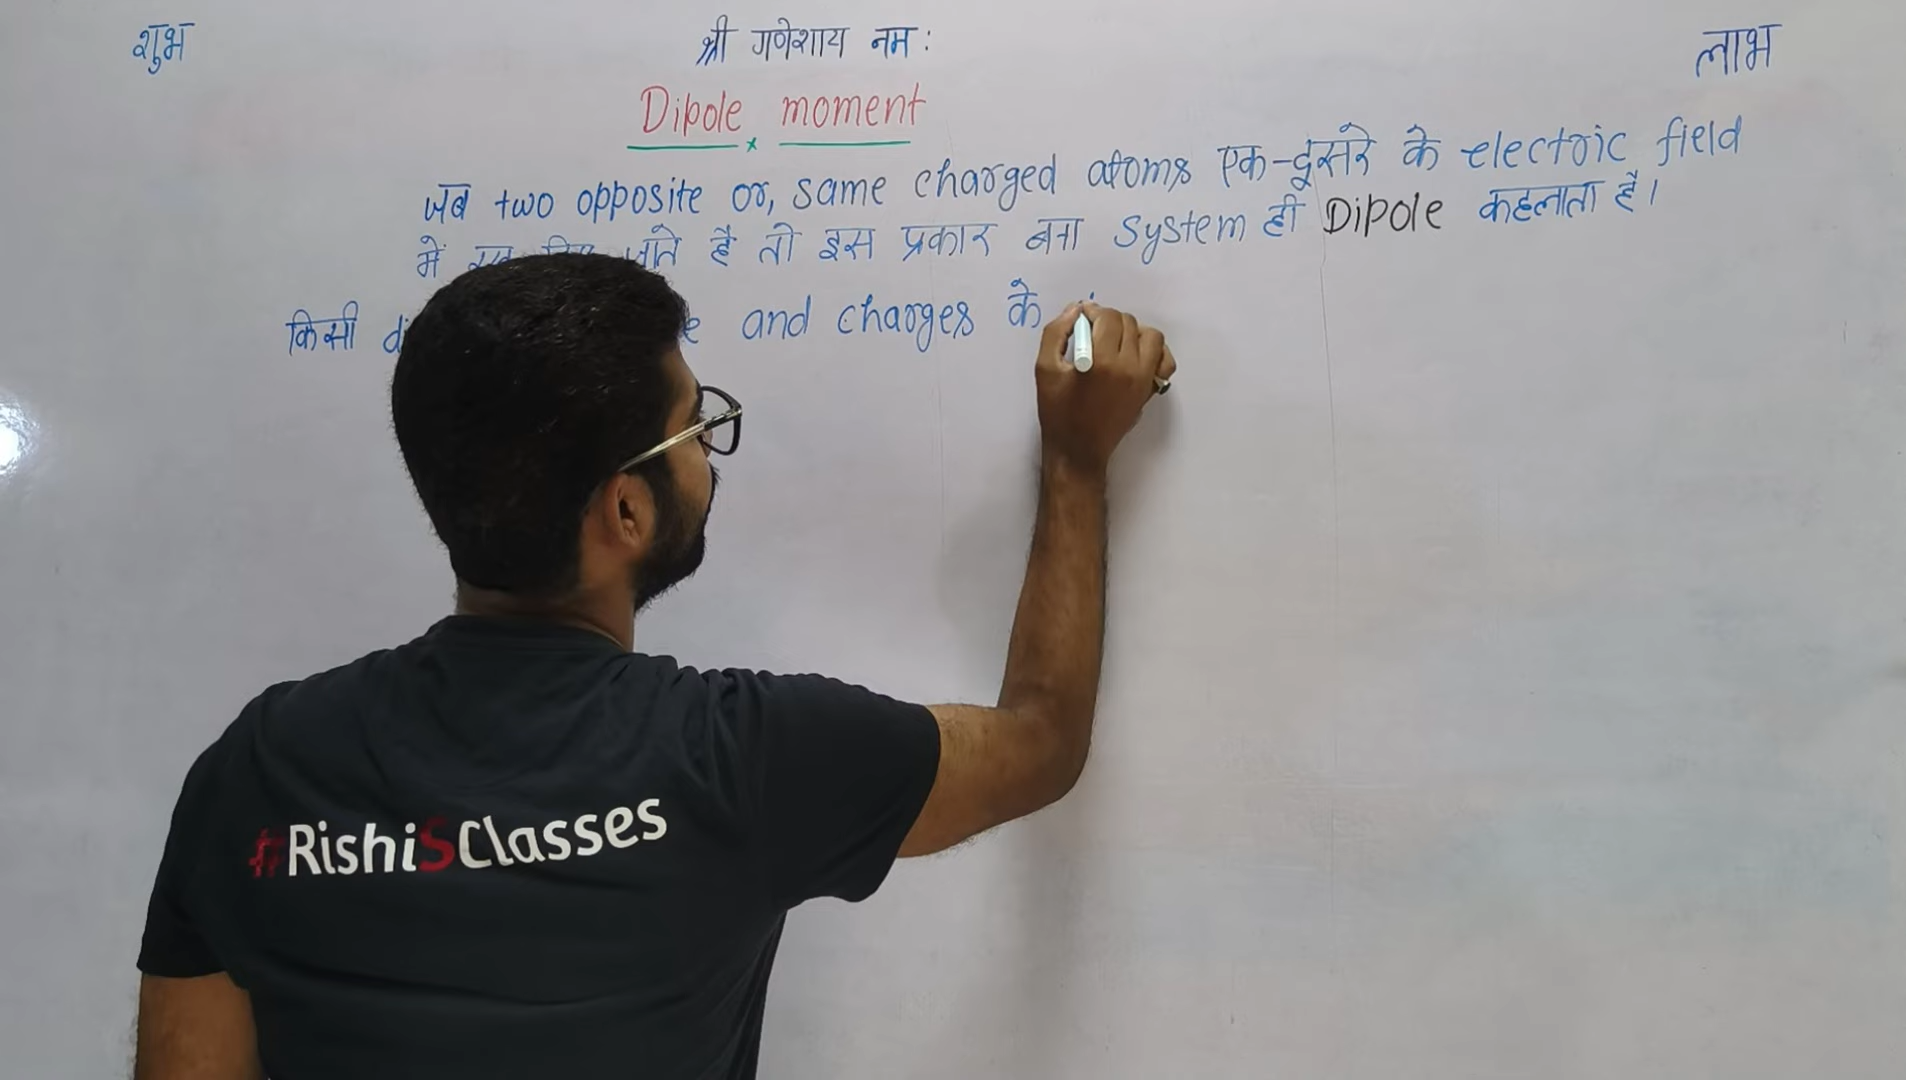 शुभ
श्री गणेशाय नम:
लाभ
Dipole moment
जब two opposite or, same charged atoms एक-दूसरे के electric field
में जाते है तो इस प्रकार बना system ही Dipole कहलाता है।
किसी and charges के
#RishiSClasses